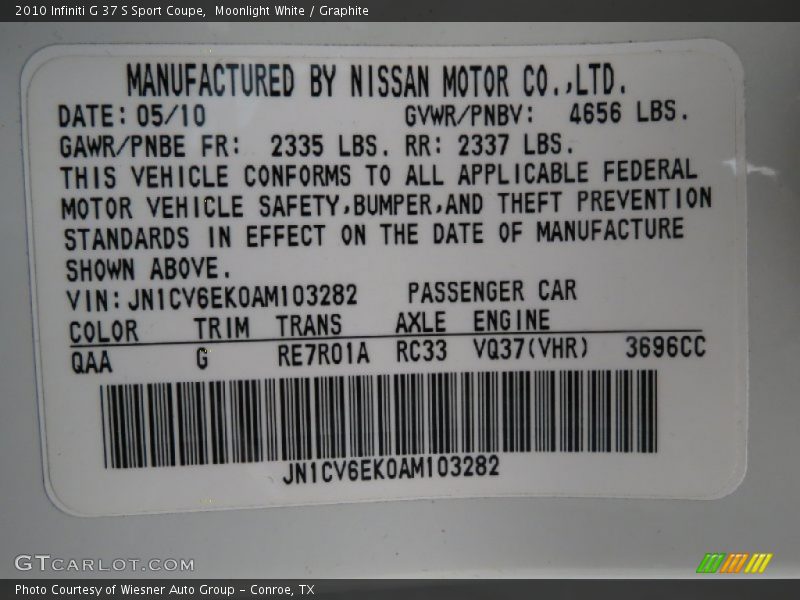 2010 Infiniti G 37 S Sport Coupe,  Moonlight White / Graphite
MANUFACTURED BY NISSAN MOTOR CO.,LTD.
DATE: 05/10 GVWR/PNBV: 4656 LBS.
GAWR/PNBE FR: 2335 LBS. RR: 2337 LBS.
THIS VEHICLE CONFORMS TO ALL APPLICABLE FEDERAL
MOTOR VEHICLE SAFETY,BUMPER,AND THEFT PREVENTION
STANDARDS IN EFFECT ON THE DATE OF MANUFACTURE
SHOWN ABOVE.
VIN: JN1CV6EK0AM103282 PASSENGER CAR
COLOR TRIM TRANS AXLE ENGINE
QAA G RE7R01A RC33 VQ37(VHR) 3696CC
JN1CV6EK0AM103282
GTCARLOT.COM
Photo Courtesy of Wiesner Auto Group - Conroe, TX